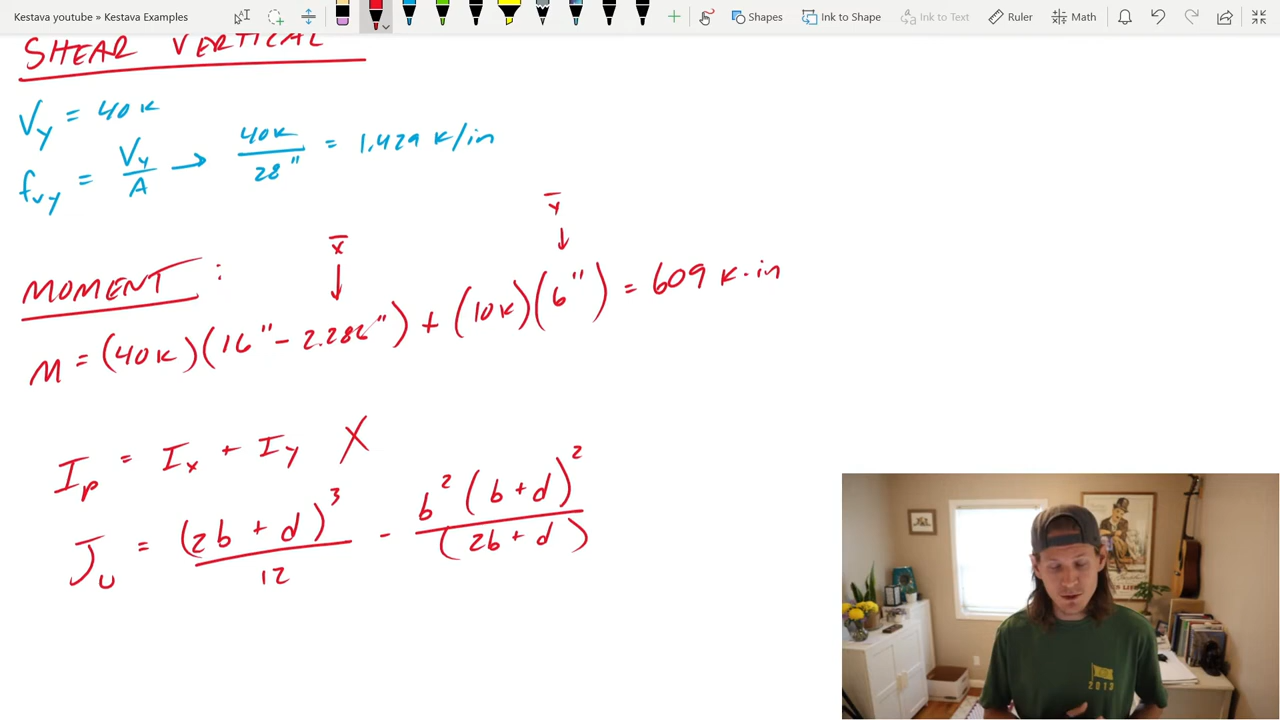 Kestava youtube » Kestava Examples
Shapes
Ink to Shape
Ink to Text
Ruler
Math
SHEAR VERTICAL
Vy = 40K
fvy = Vy/A → 40K/28" = 1.429 K/in
x̄
ȳ
MOMENT :
M = (40K)(16" - 2.286") + (10K)(6") = 609 K·in
Ip = Ix + Iy X
Ju = (2b + d)³/12 - b²(b+d)²/(2b+d)
2013